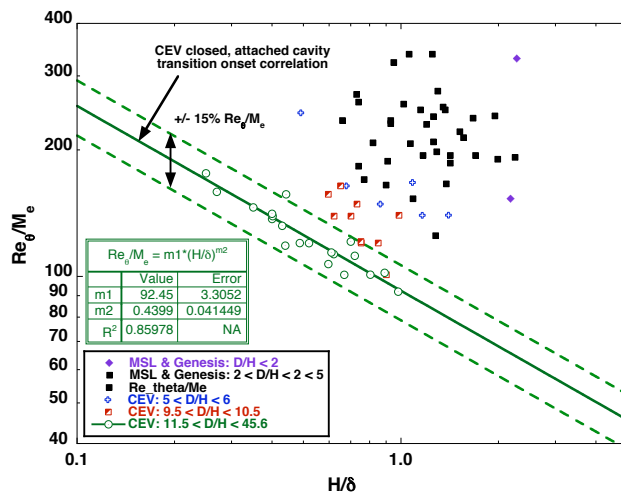 400
300
200
100
90
80
70
60
50
40
Reθ/Me
CEV closed, attached cavity
transition onset correlation
+/- 15% Reθ/Me
Reθ/Me = m1*(H/δ)m2
Value Error
m1 92.45 3.3052
m2 0.4399 0.041449
R2 0.85978 NA
MSL & Genesis: D/H < 2
MSL & Genesis: 2 < D/H < 2 < 5
Re_theta/Me
CEV: 5 < D/H < 6
CEV: 9.5 < D/H < 10.5
CEV: 11.5 < D/H < 45.6
0.1 1.0
H/δ